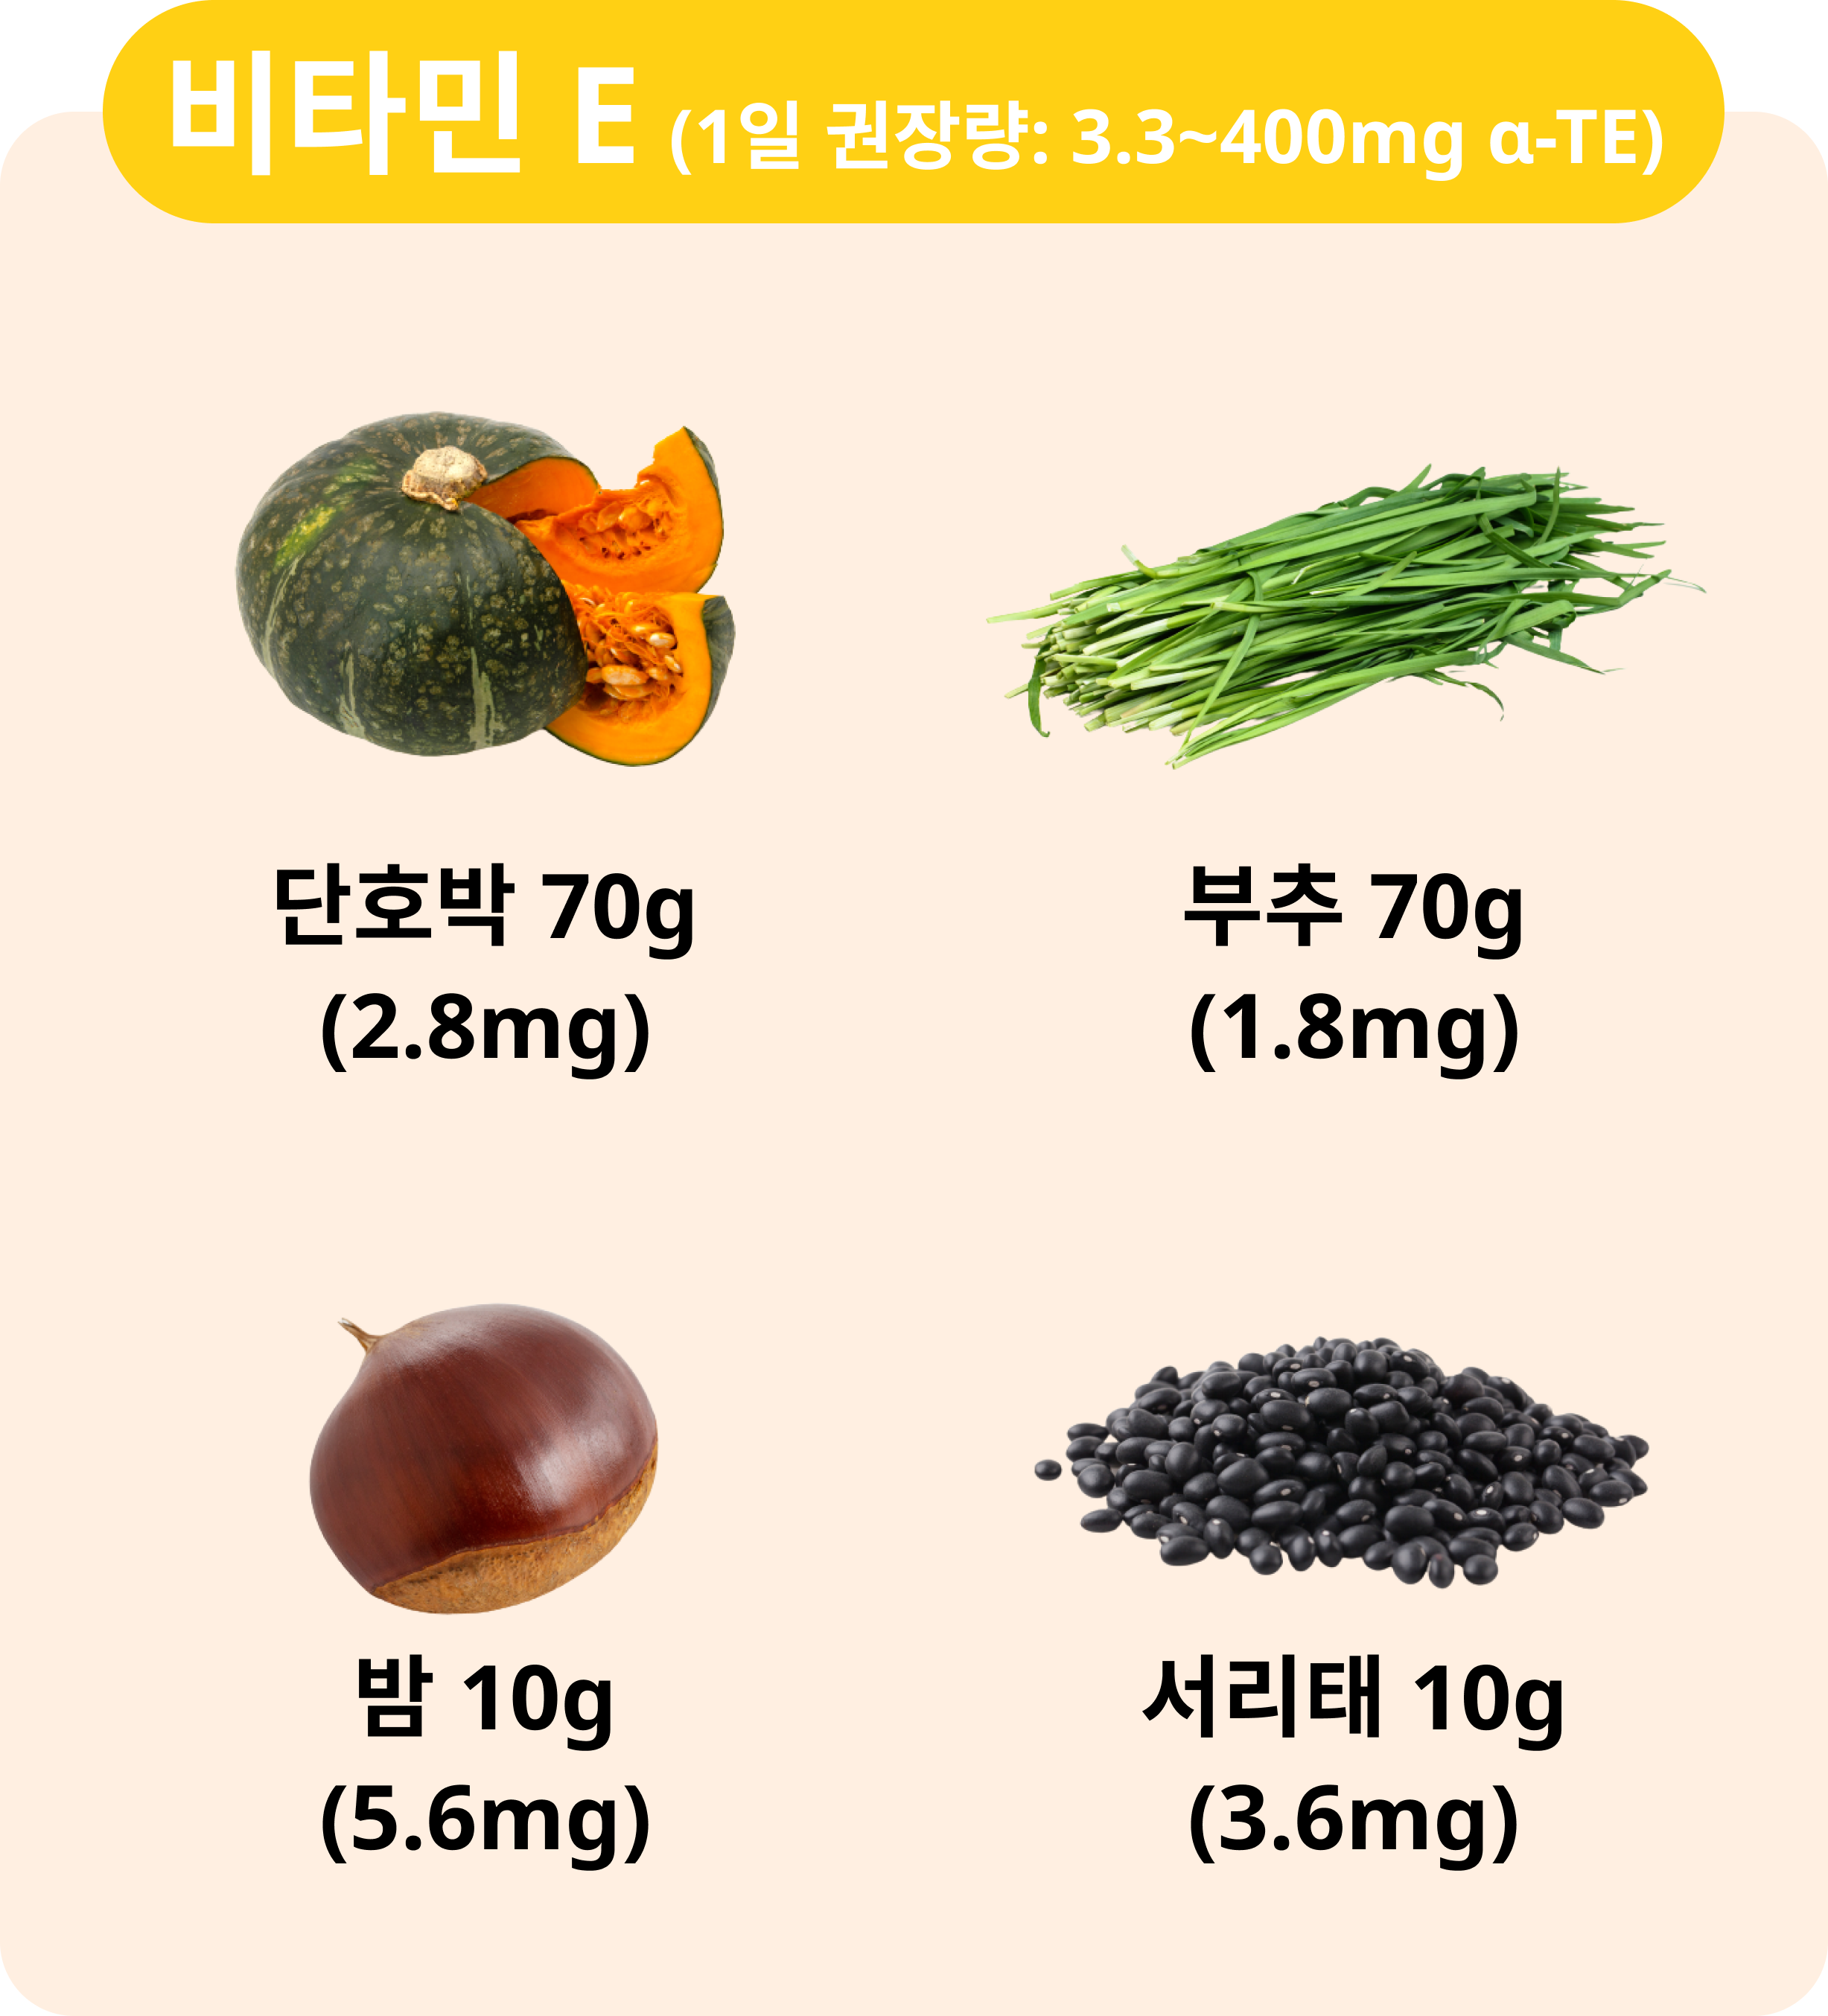 비타민 E (1일 권장량: 3.3~400mg α-TE)
단호박 70g
(2.8mg)
부추 70g
(1.8mg)
밤 10g
(5.6mg)
서리태 10g
(3.6mg)